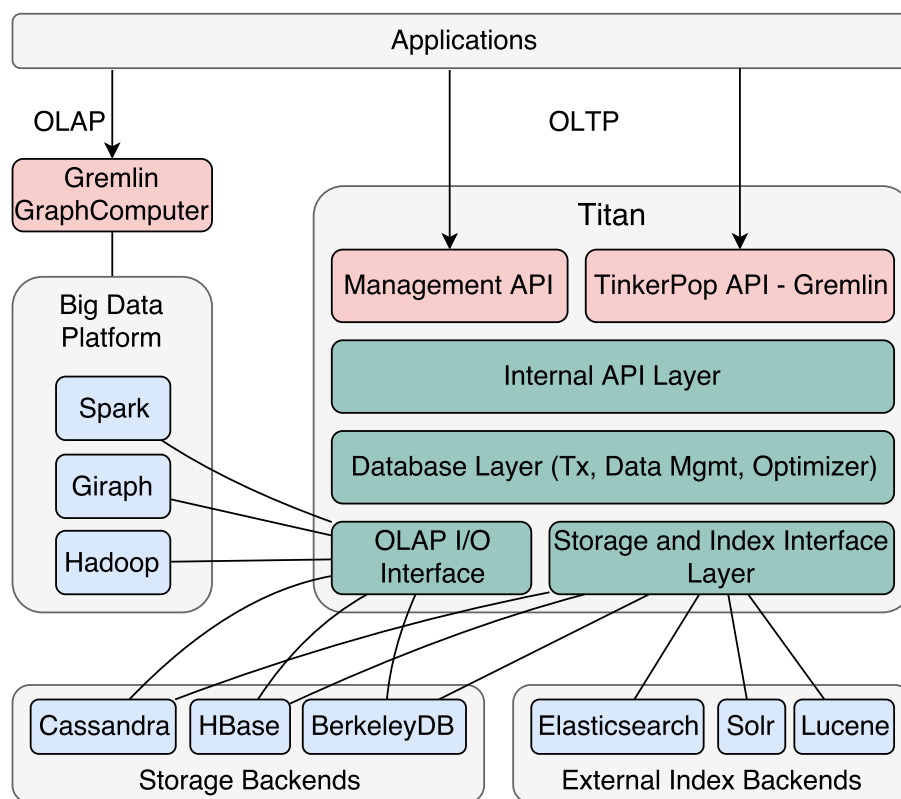 Applications
OLAP
OLTP
Gremlin
GraphComputer
Titan
Management API
TinkerPop API - Gremlin
Big Data
Platform
Internal API Layer
Spark
Database Layer (Tx, Data Mgmt, Optimizer)
Giraph
Hadoop
OLAP I/O
Interface
Storage and Index Interface
Layer
Cassandra
HBase
BerkeleyDB
Elasticsearch
Solr
Lucene
Storage Backends
External Index Backends